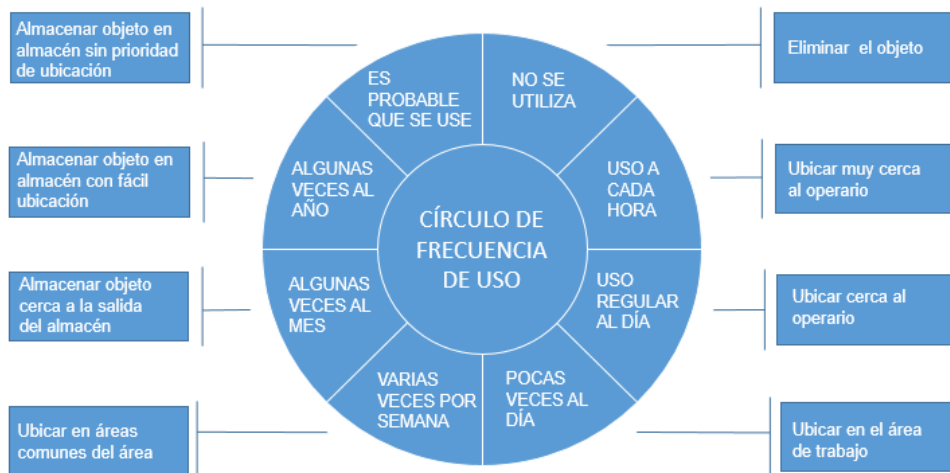 Almacenar objeto en
almacén sin prioridad
de ubicación
Almacenar objeto en
almacén con fácil
ubicación
Almacenar objeto
cerca a la salida
del almacén
Ubicar en áreas
comunes del área
ES
PROBABLE
QUE SE USE
NO SE
UTILIZA
ALGUNAS
VECES AL
AÑO
USO A
CADA
HORA
CÍRCULO DE
FRECUENCIA
DE USO
ALGUNAS
VECES AL
MES
USO
REGULAR
AL DÍA
VARIAS
VECES POR
SEMANA
POCAS
VECES AL
DÍA
Eliminar el objeto
Ubicar muy cerca
al operario
Ubicar cerca al
operario
Ubicar en el área
de trabajo